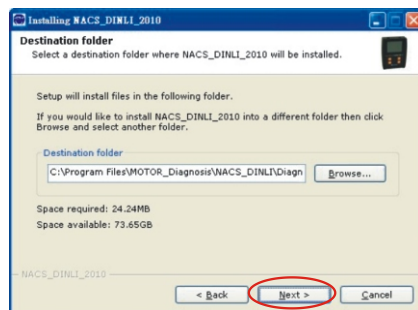 Installing NACS_DINLI_2010
Destination folder
Select a destination folder where NACS_DINLI_2010 will be installed.
Setup will install files in the following folder.
If you would like to install NACS_DINLI_2010 into a different folder then click
Browse and select another folder.
Destination folder
C:\Program Files\MOTOR_Diagnosis\NACS_DINLI\Diagn
Browse...
Space required: 24.24MB
Space available: 73.65GB
NACS_DINLI_2010
< Back
Next >
Cancel